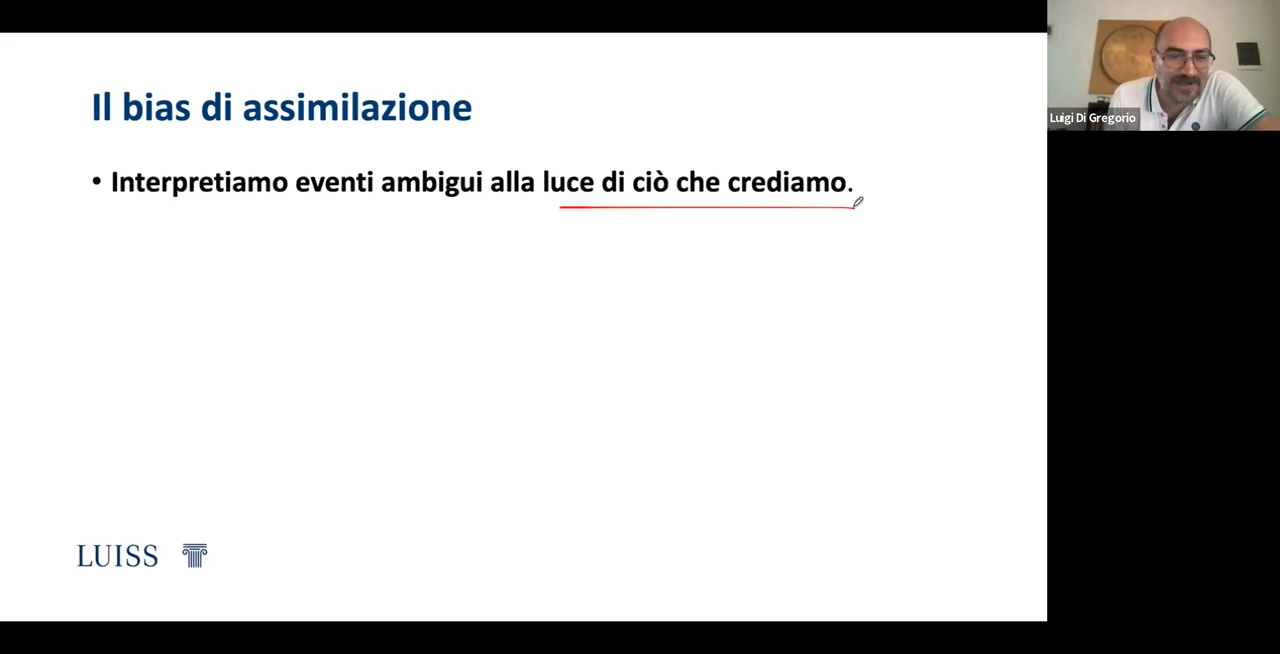 Il bias di assimilazione
• Interpretiamo eventi ambigui alla luce di ciò che crediamo.
Luigi Di Gregorio
LUISS